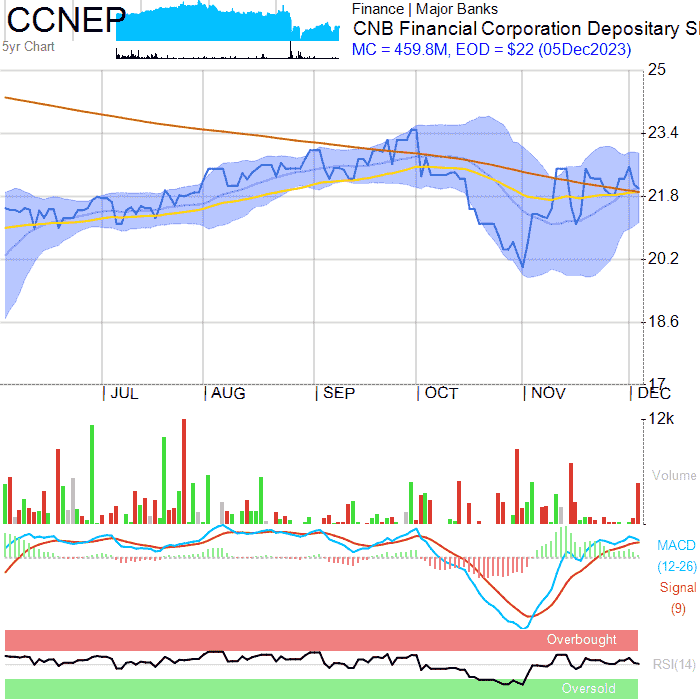 CCNEP
Finance | Major Banks
CNB Financial Corporation Depositary S
5yr Chart
MC = 459.8M, EOD = $22 (05Dec2023)
25
23.4
21.8
20.2
18.6
17
JUL
AUG
SEP
OCT
NOV
DEC
12k
Volume
MACD
(12-26)
Signal
(9)
Overbought
RSI(14)
Oversold